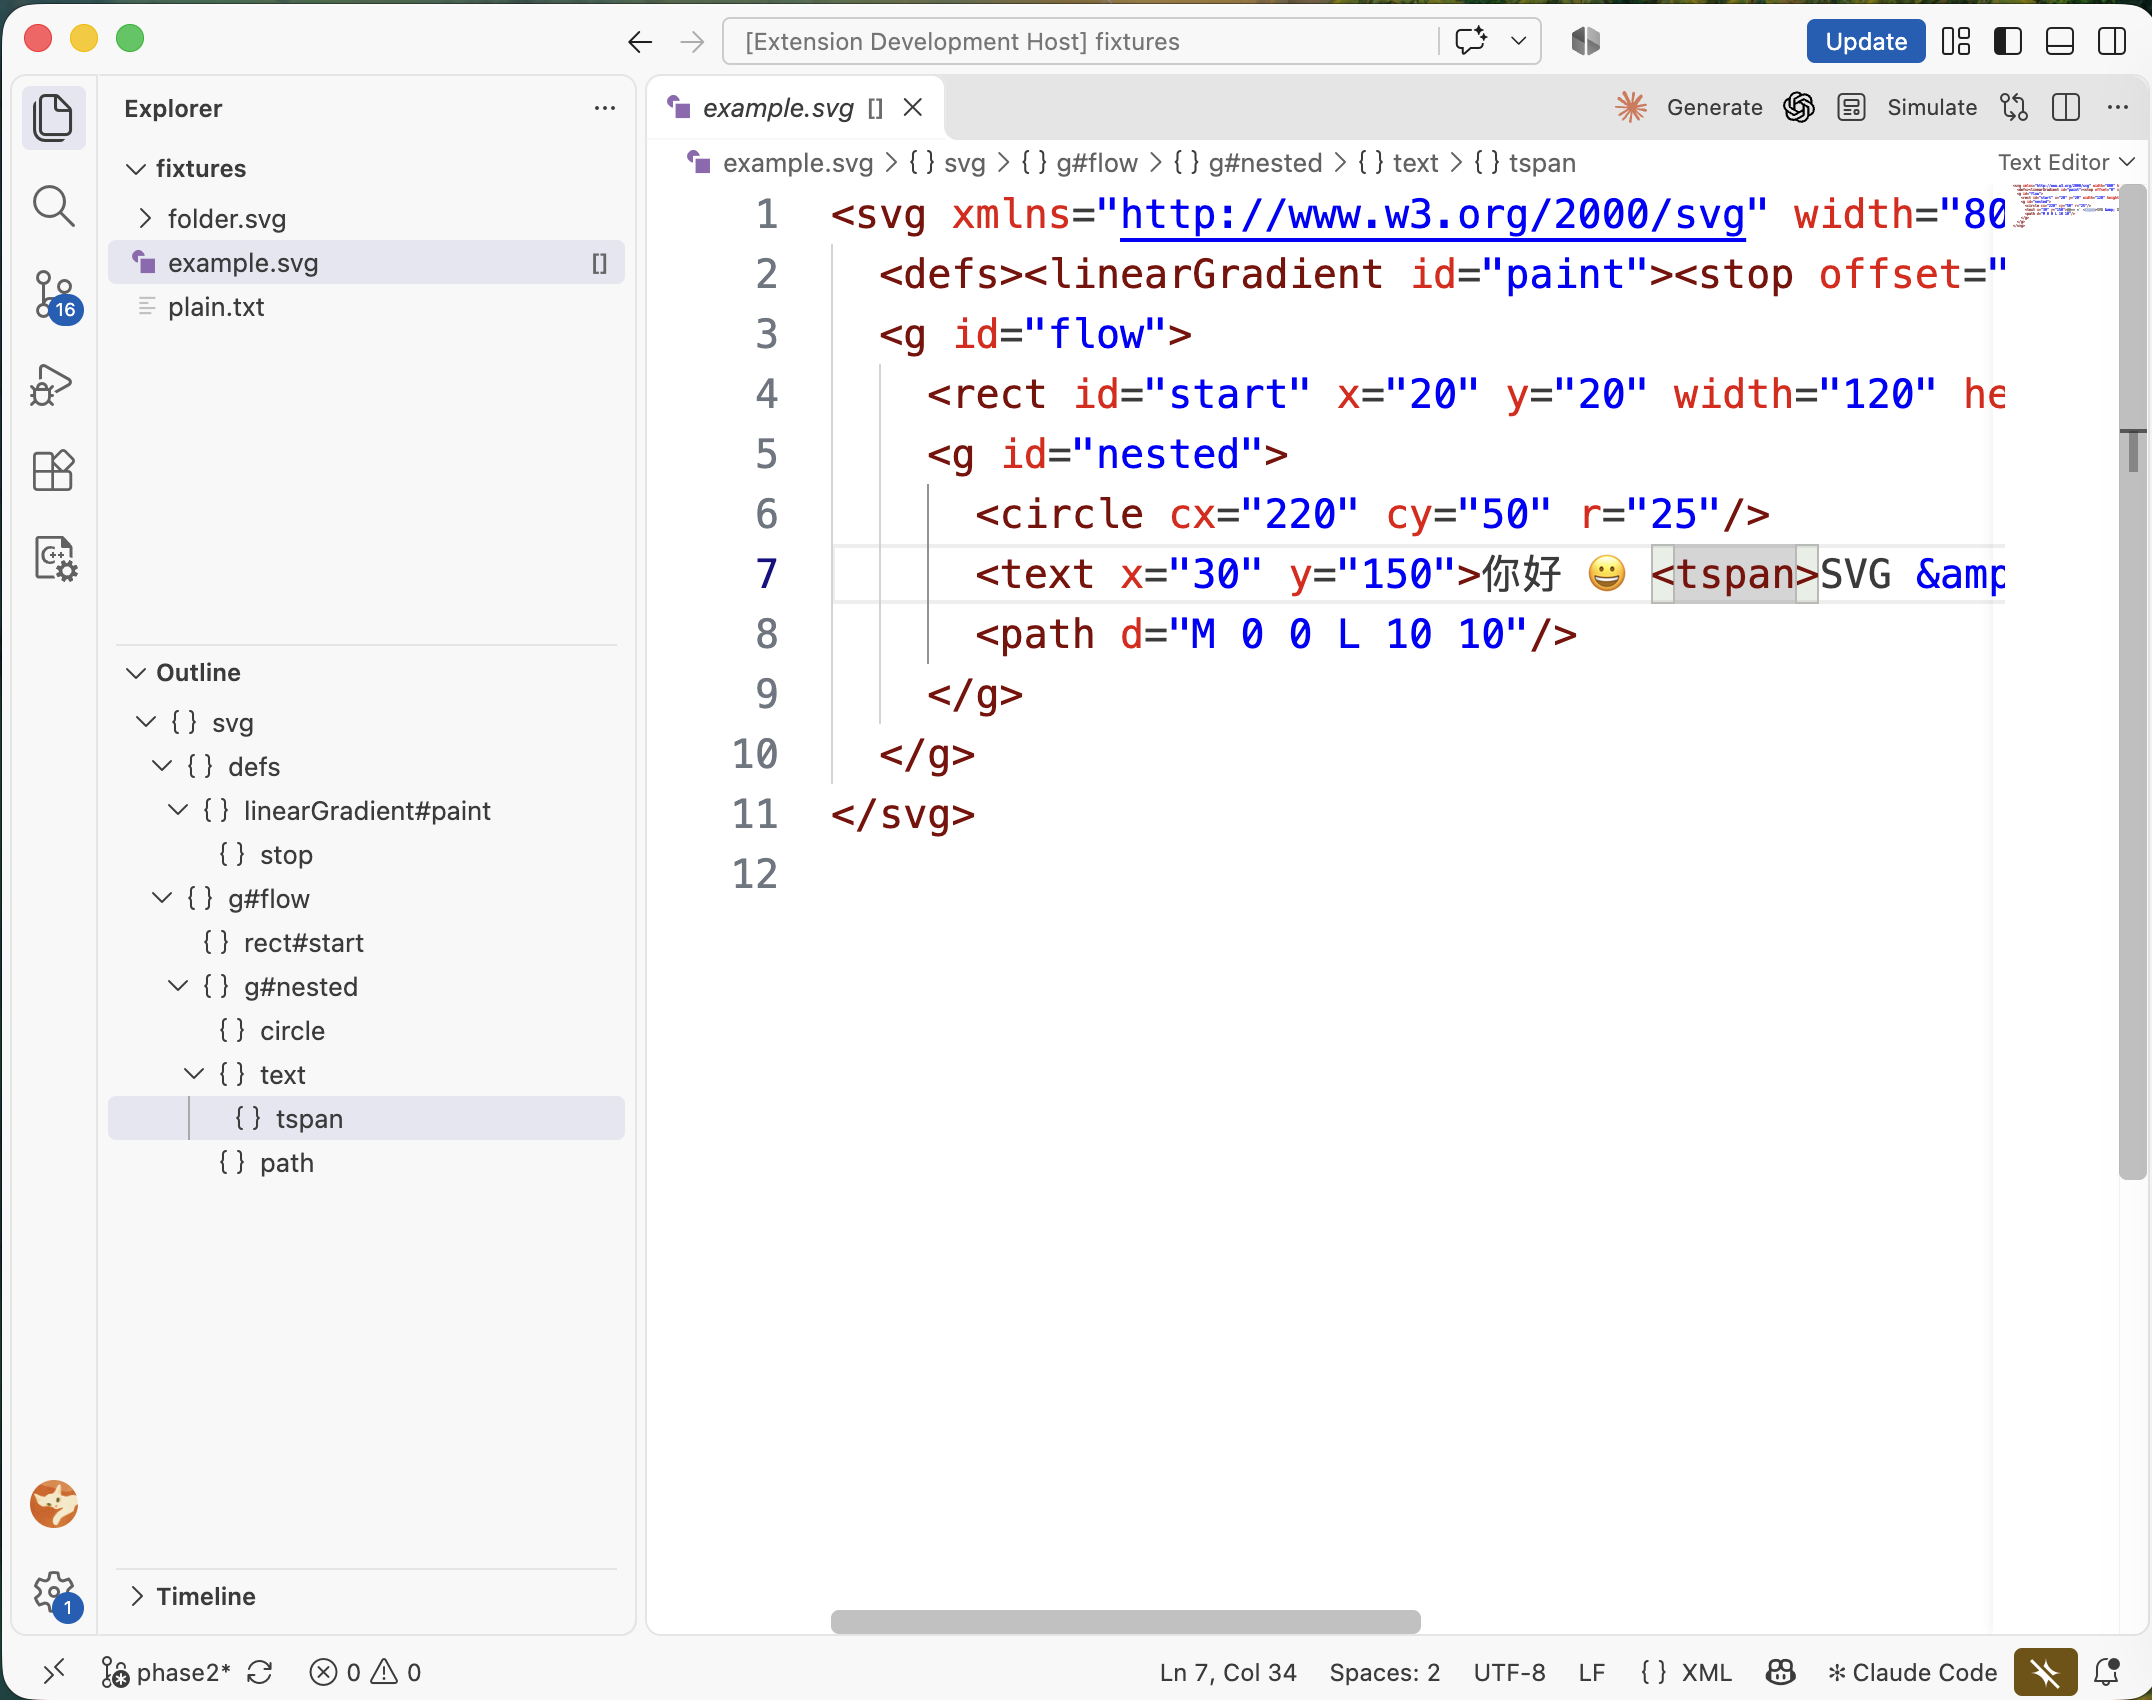 [Extension Development Host] fixtures
Update
Explorer
fixtures
folder.svg
example.svg []
plain.txt
16
Outline
{} svg
{} defs
{} linearGradient#paint
{} stop
{} g#flow
{} rect#start
{} g#nested
{} circle
{} text
{} tspan
{} path
Timeline
1
example.svg []
Generate
Simulate
example.svg > {} svg > {} g#flow > {} g#nested > {} text > {} tspan
Text Editor
1 <svg xmlns="http://www.w3.org/2000/svg" width="80
2 <defs><linearGradient id="paint"><stop offset="
3 <g id="flow">
4 <rect id="start" x="20" y="20" width="120" he
5 <g id="nested">
6 <circle cx="220" cy="50" r="25"/>
7 <text x="30" y="150">你好 😀 <tspan>SVG &amp
8 <path d="M 0 0 L 10 10"/>
9 </g>
10 </g>
11 </svg>
12
phase2* 0 0
Ln 7, Col 34 Spaces: 2 UTF-8 LF {} XML Claude Code